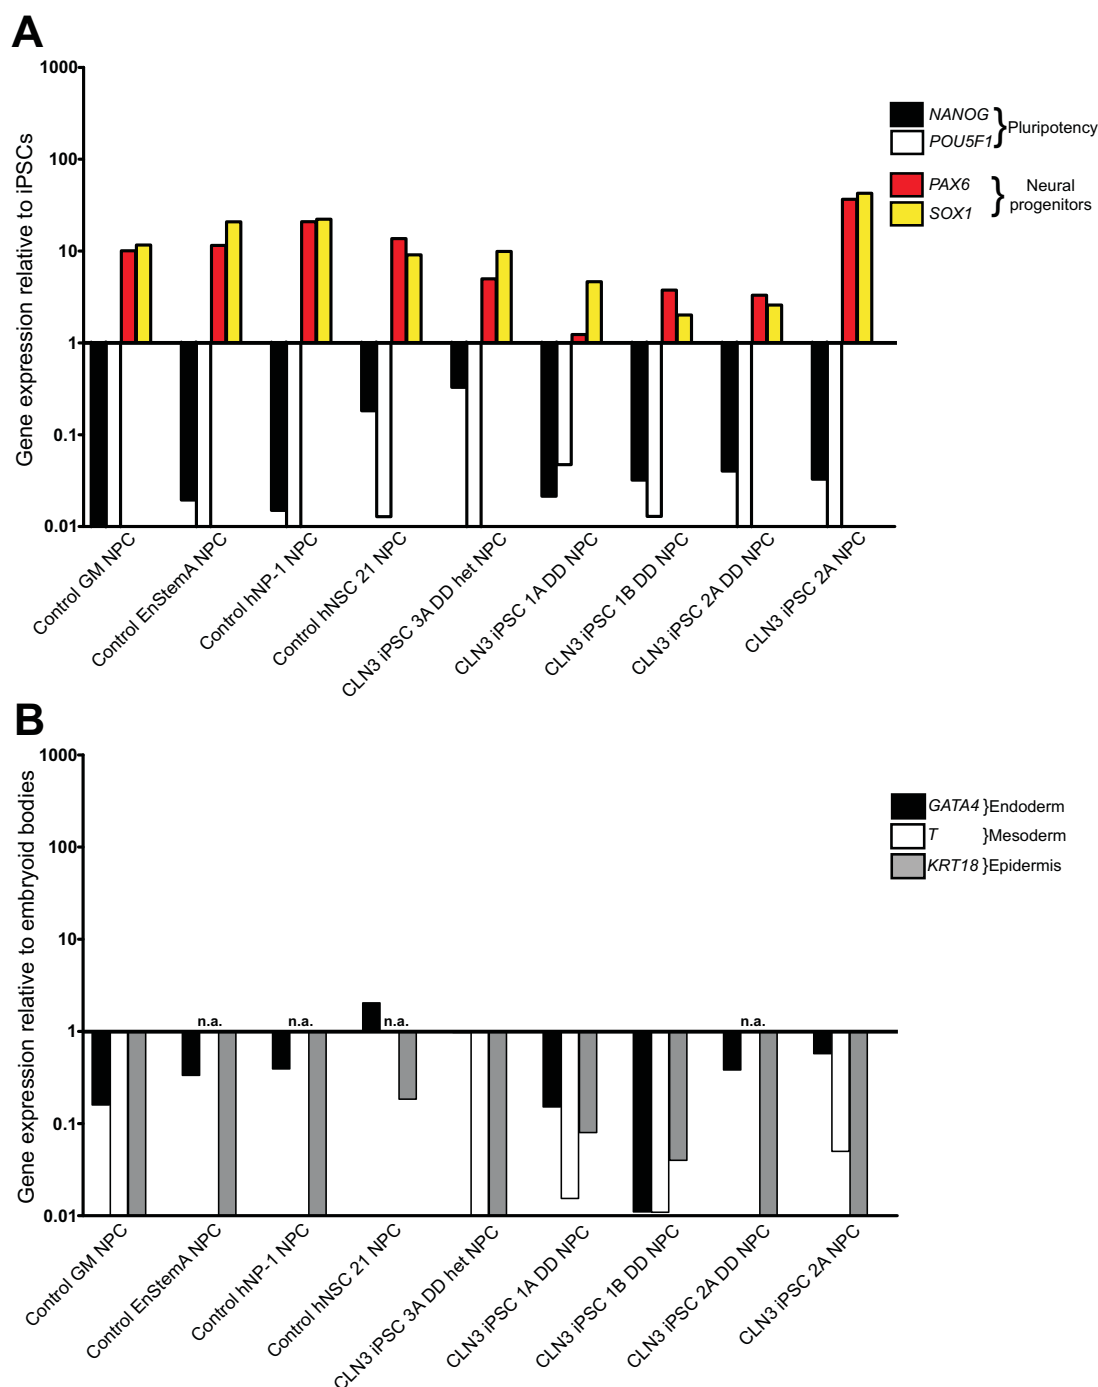 A
Gene expression relative to iPSCs
1000
100
10
1
0.1
0.01
NANOG
POU5F1
} Pluripotency
PAX6
SOX1
} Neural
progenitors
Control GM NPC
Control EnStemA NPC
Control hNP-1 NPC
Control hNSC 21 NPC
CLN3 iPSC 3A DD het NPC
CLN3 iPSC 1A DD NPC
CLN3 iPSC 1B DD NPC
CLN3 iPSC 2A DD NPC
CLN3 iPSC 2A NPC
B
Gene expression relative to embryoid bodies
1000
100
10
1
0.1
0.01
GATA4 }Endoderm
T }Mesoderm
KRT18 }Epidermis
n.a.
n.a.
n.a.
n.a.
Control GM NPC
Control EnStemA NPC
Control hNP-1 NPC
Control hNSC 21 NPC
CLN3 iPSC 3A DD het NPC
CLN3 iPSC 1A DD NPC
CLN3 iPSC 1B DD NPC
CLN3 iPSC 2A DD NPC
CLN3 iPSC 2A NPC